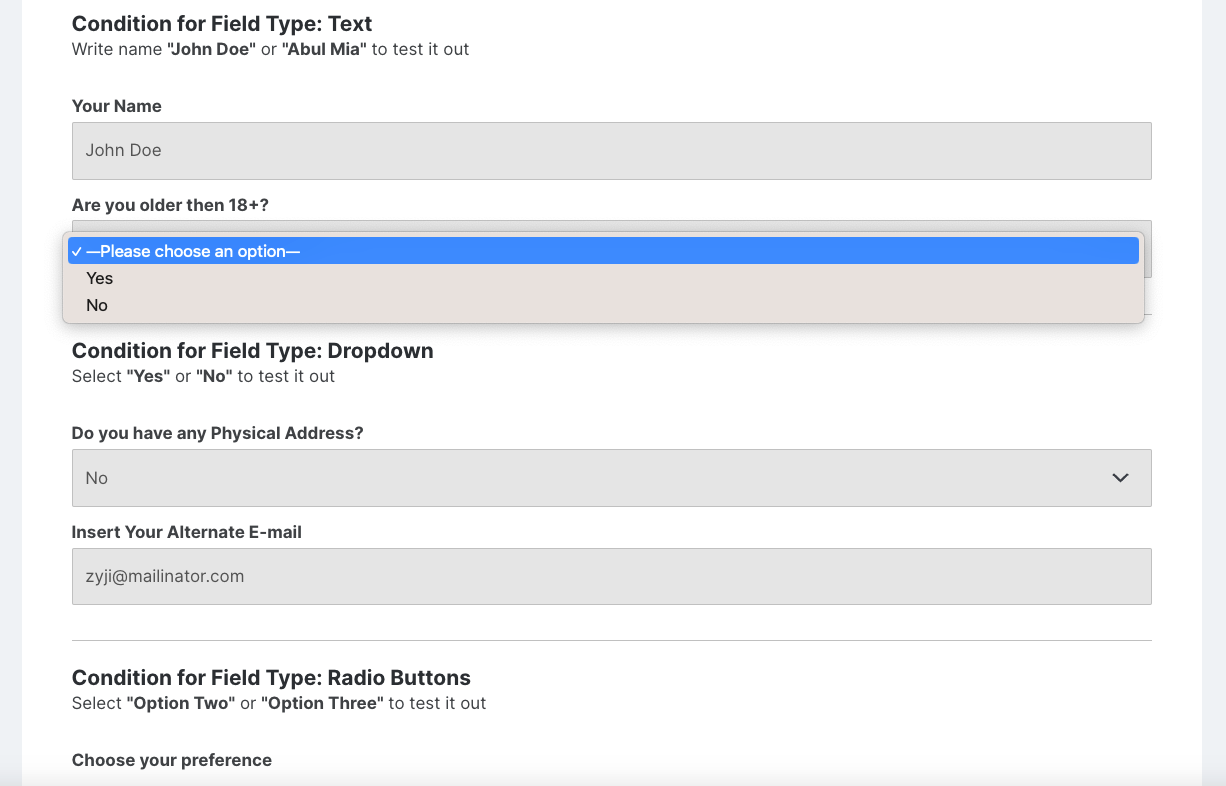 Condition for Field Type: Text
Write name "John Doe" or "Abul Mia" to test it out
Your Name
John Doe
Are you older then 18+?
✓ —Please choose an option—
Yes
No
Condition for Field Type: Dropdown
Select "Yes" or "No" to test it out
Do you have any Physical Address?
No
Insert Your Alternate E-mail
zyji@mailinator.com
Condition for Field Type: Radio Buttons
Select "Option Two" or "Option Three" to test it out
Choose your preference